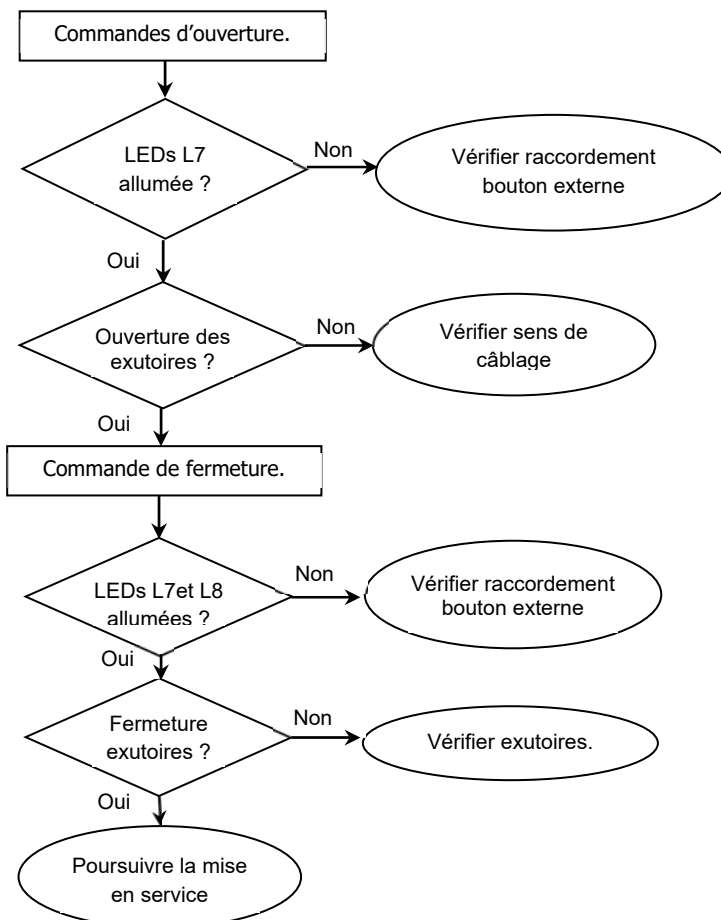 Commandes d’ouverture.
LEDs L7
allumée ?
Non
Vérifier raccordement
bouton externe
Oui
Ouverture des
exutoires ?
Non
Vérifier sens de
câblage
Oui
Commande de fermeture.
LEDs L7et L8
allumées ?
Non
Vérifier raccordement
bouton externe
Oui
Fermeture
exutoires ?
Non
Vérifier exutoires.
Oui
Poursuivre la mise
en service